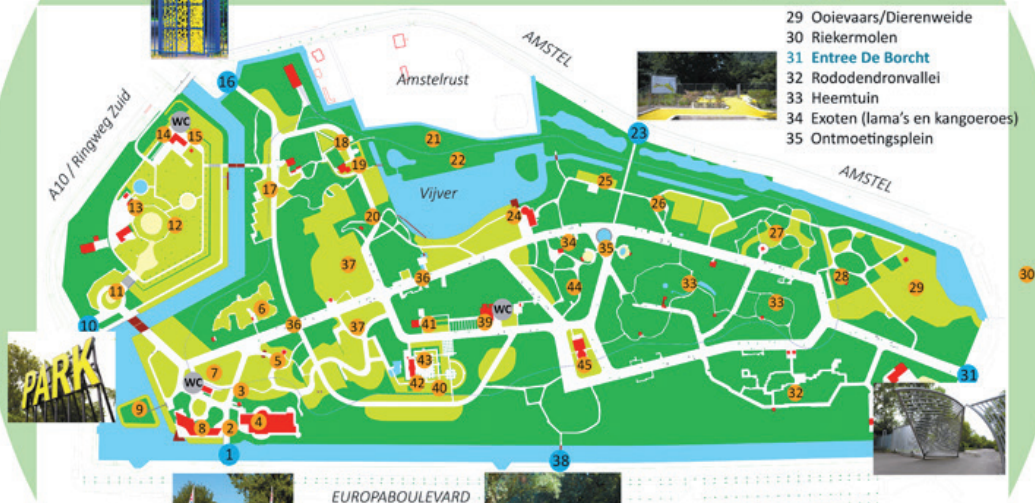 29 Ooievaars/Dierenweide
30 Riekermolen
31 Entree De Borcht
32 Rododendronvallei
33 Heemtuin
34 Exoten (lama's en kangoeroes)
35 Ontmoetingsplein
AMSTEL
Amstelrust
A10 / Ringweg Zuid
16
WC
14
15
18
21
22
23
19
17
Vijver
25
AMSTEL
13
12
20
24
26
27
34
35
37
36
28
11
44
33
29
30
6
33
10
36
37
41
39
WC
5
43
45
31
7
WC
3
42
40
32
9
8
2
4
1
38
PARK
EUROPABOULEVARD